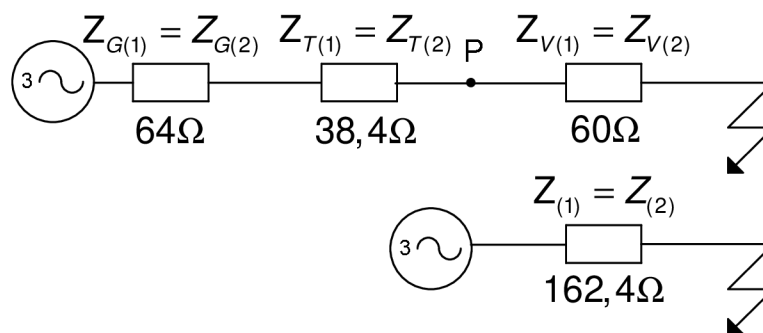 Z_G(1) = Z_G(2) Z_T(1) = Z_T(2) P Z_V(1) = Z_V(2)
3
64Ω 38,4Ω 60Ω
Z_(1) = Z_(2)
3
162,4Ω